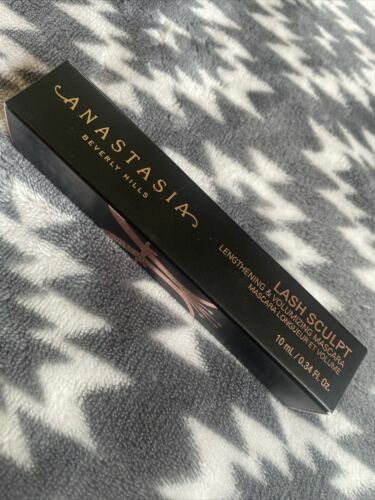 ANASTASIA
BEVERLY HILLS
LASH SCULPT
LENGTHENING & VOLUMIZING MASCARA
MASCARA LONGUEUR ET VOLUME
10 mL / 0.34 Fl. Oz.